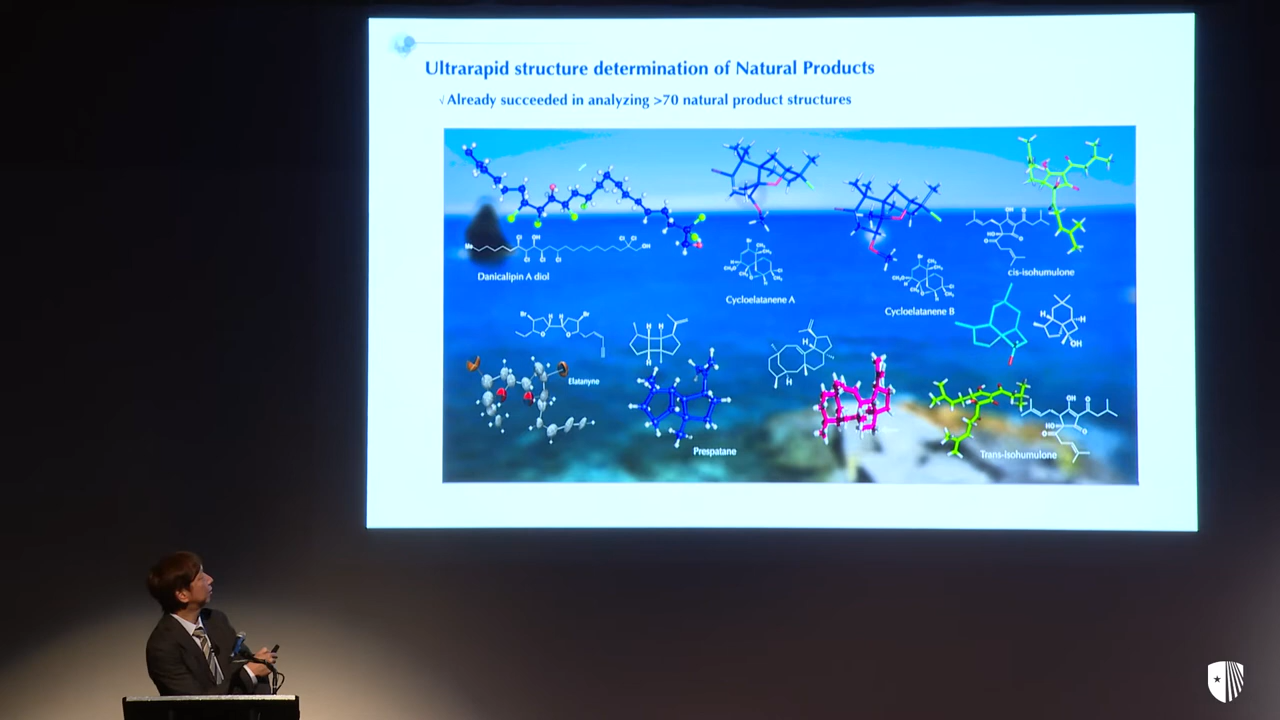 Ultrarapid structure determination of Natural Products
√ Already succeeded in analyzing >70 natural product structures
Danicalipin A diol
Cycloelatanene A
Cycloelatanene B
cis-isohumulone
Elatanyne
Prespatane
Trans-isohumulone